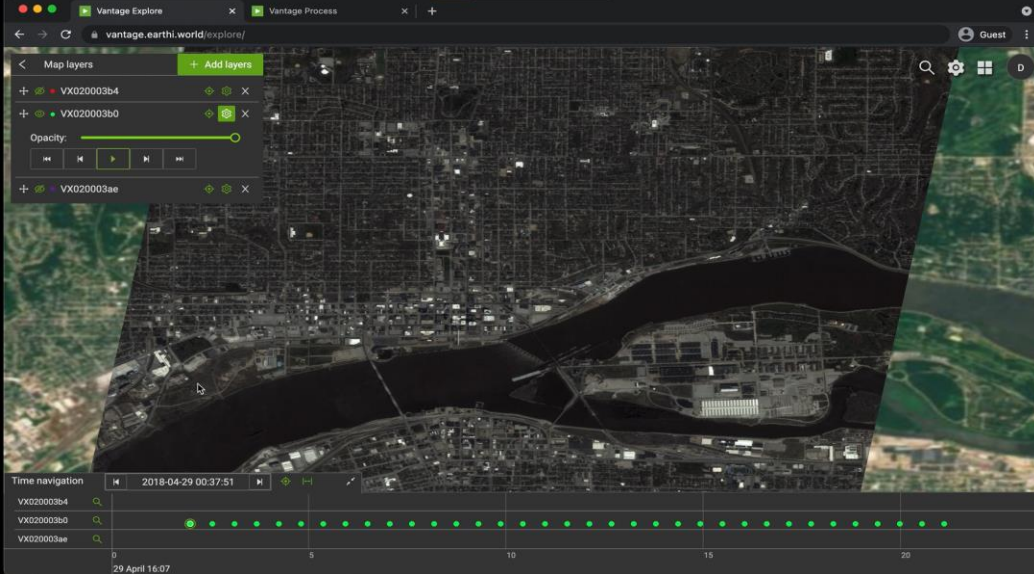 Vantage Explore
Vantage Process
vantage.earthi.world/explore/
Guest
Map layers
+ Add layers
D
VX020003b4
VX020003b0
Opacity:
VX020003ae
Time navigation
2018-04-29 00:37:51
VX020003b4
VX020003b0
VX020003ae
0 5 10 15 20
29 April 16:07